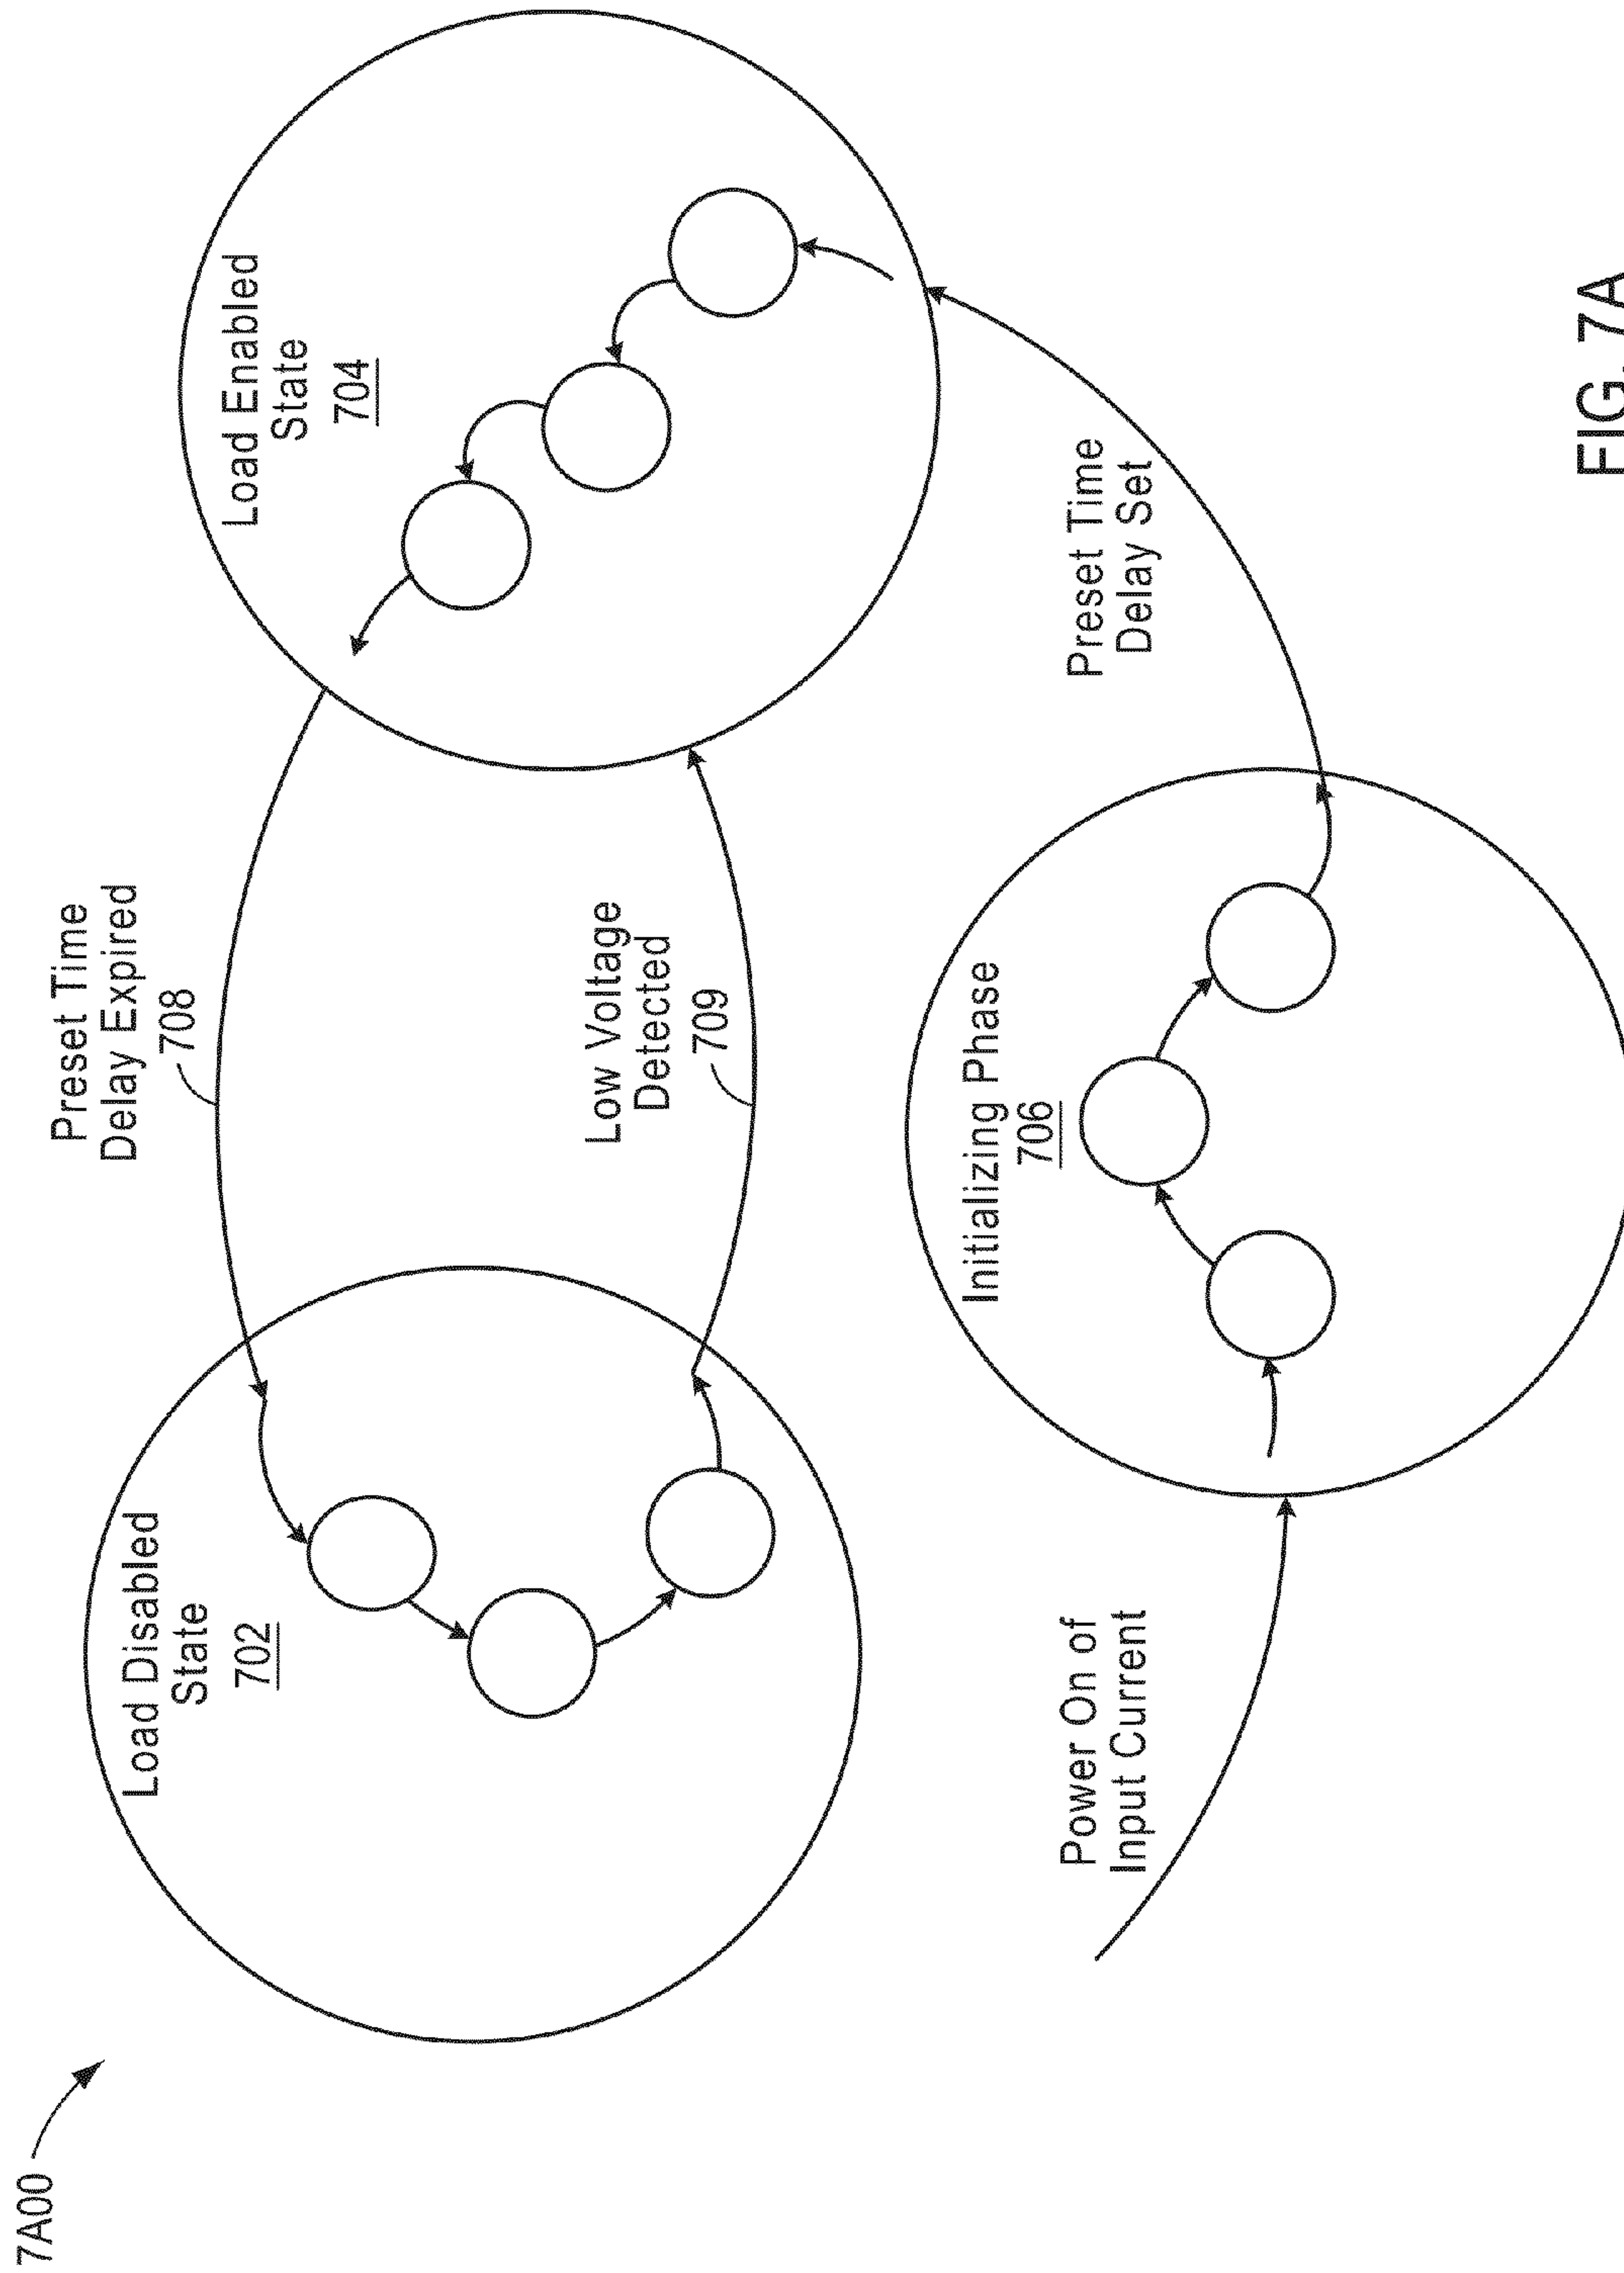 7A00
Load Disabled
State
702
Preset Time
Delay Expired
708
Load Enabled
State
704
Low Voltage
Detected
709
Power On of
Input Current
Initializing Phase
706
Preset Time
Delay Set
FIG. 7A